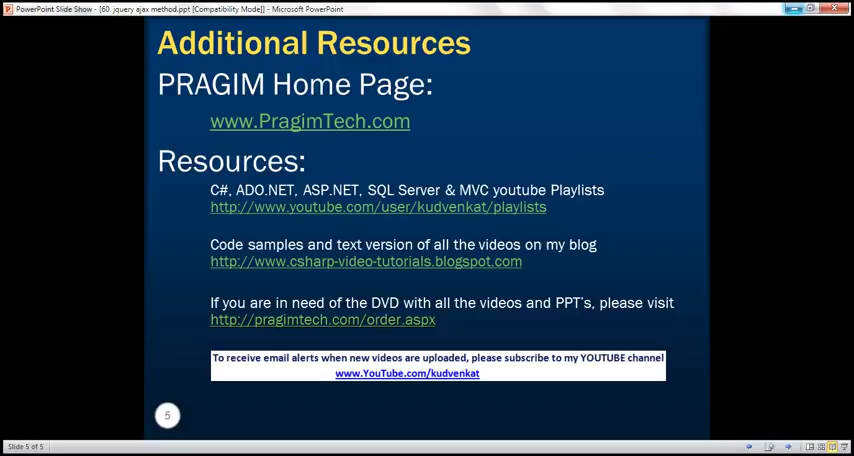 PowerPoint Slide Show - [60. jquery ajax method.ppt [Compatibility Mode]] - Microsoft PowerPoint
Additional Resources
PRAGIM Home Page:
www.PragimTech.com
Resources:
C#, ADO.NET, ASP.NET, SQL Server & MVC youtube Playlists
http://www.youtube.com/user/kudvenkat/playlists
Code samples and text version of all the videos on my blog
http://www.csharp-video-tutorials.blogspot.com
If you are in need of the DVD with all the videos and PPT's, please visit
http://pragimtech.com/order.aspx
To receive email alerts when new videos are uploaded, please subscribe to my YOUTUBE channel
www.YouTube.com/kudvenkat
5
Slide 5 of 5